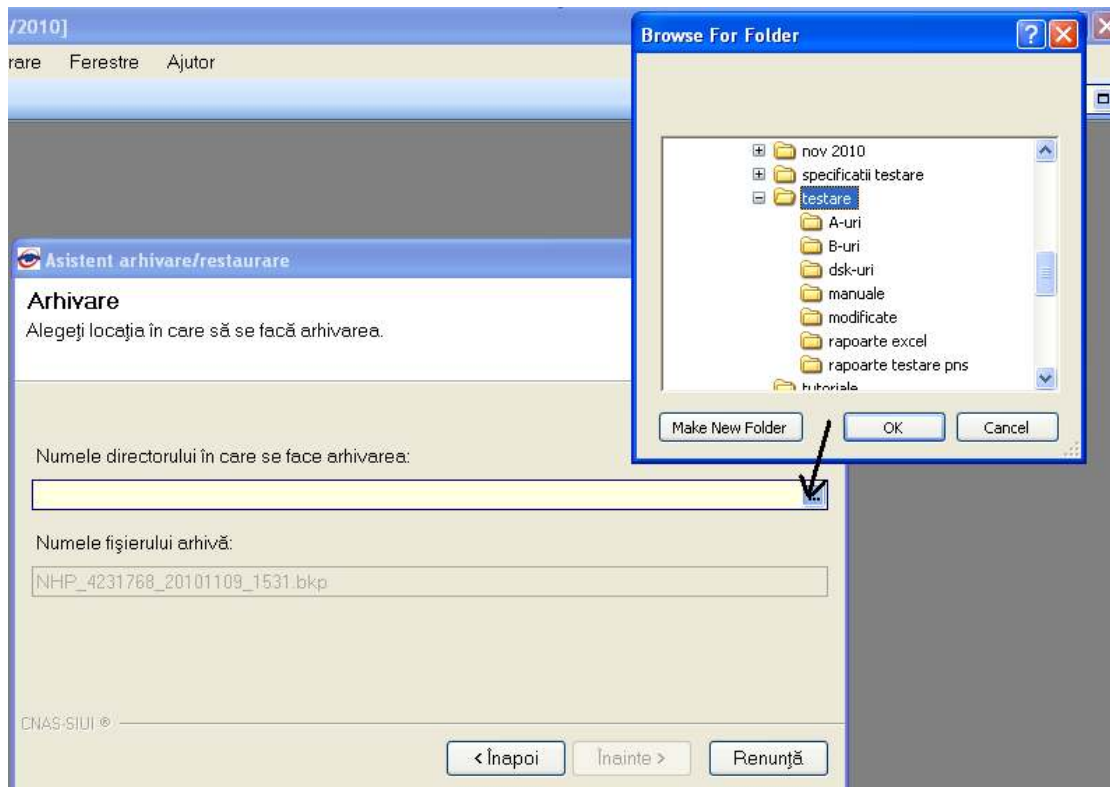 /2010]
rare Ferestre Ajutor
Browse For Folder
nov 2010
specificatii testare
testare
A-uri
B-uri
dsk-uri
manuale
modificate
rapoarte excel
rapoarte testare pns
tutoriale
Make New Folder OK Cancel
Asistent arhivare/restaurare
Arhivare
Alegeţi locaţia în care să se facă arhivarea.
Numele directorului în care se face arhivarea:
...
Numele fişierului arhivă:
NHP_4231768_20101109_1531.bkp
CNAS-SIUI ®
< Înapoi Înainte > Renunţă